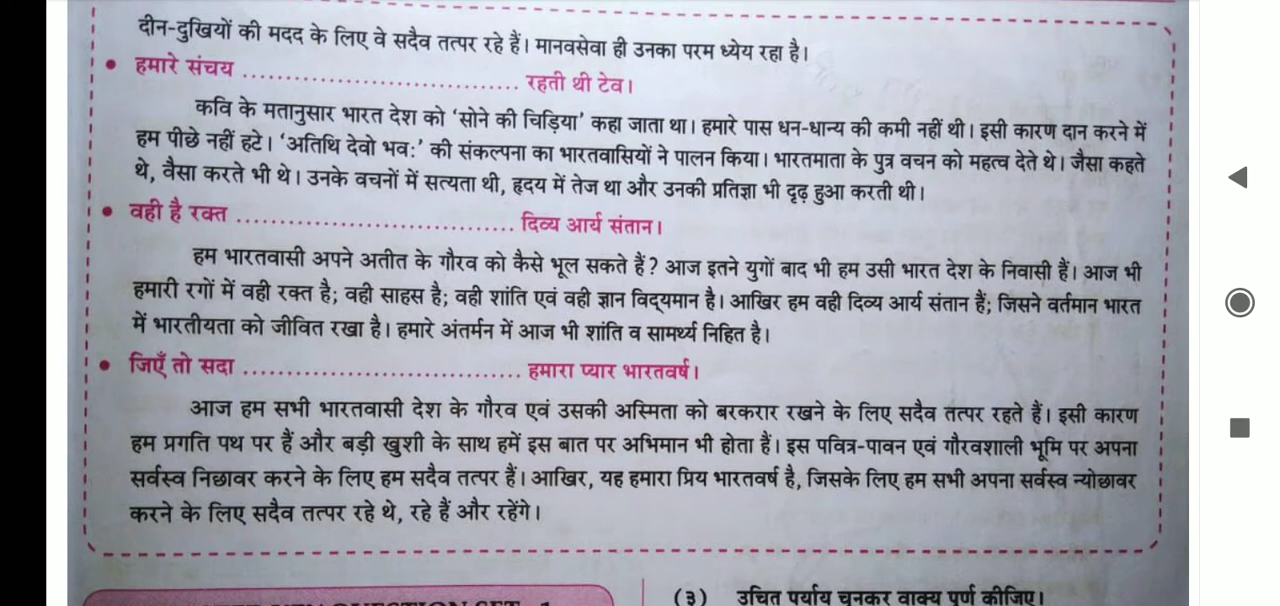 दीन-दुखियों की मदद के लिए वे सदैव तत्पर रहे हैं। मानवसेवा ही उनका परम ध्येय रहा है।
• हमारे संचय ................................. रहती थी टेव।
कवि के मतानुसार भारत देश को ‘सोने की चिड़िया’ कहा जाता था। हमारे पास धन-धान्य की कमी नहीं थी। इसी कारण दान करने में
हम पीछे नहीं हटे। ‘अतिथि देवो भव:’ की संकल्पना का भारतवासियों ने पालन किया। भारतमाता के पुत्र वचन को महत्व देते थे। जैसा कहते
थे, वैसा करते भी थे। उनके वचनों में सत्यता थी, हृदय में तेज था और उनकी प्रतिज्ञा भी दृढ़ हुआ करती थी।
• वही है रक्त ................................. दिव्य आर्य संतान।
हम भारतवासी अपने अतीत के गौरव को कैसे भूल सकते हैं? आज इतने युगों बाद भी हम उसी भारत देश के निवासी हैं। आज भी
हमारी रगों में वही रक्त है; वही साहस है; वही शांति एवं वही ज्ञान विद्यमान है। आखिर हम वही दिव्य आर्य संतान हैं; जिसने वर्तमान भारत
में भारतीयता को जीवित रखा है। हमारे अंतर्मन में आज भी शांति व सामर्थ्य निहित है।
• जिएँ तो सदा ................................. हमारा प्यार भारतवर्ष।
आज हम सभी भारतवासी देश के गौरव एवं उसकी अस्मिता को बरकरार रखने के लिए सदैव तत्पर रहते हैं। इसी कारण
हम प्रगति पथ पर हैं और बड़ी खुशी के साथ हमें इस बात पर अभिमान भी होता हैं। इस पवित्र-पावन एवं गौरवशाली भूमि पर अपना
सर्वस्व निछावर करने के लिए हम सदैव तत्पर हैं। आखिर, यह हमारा प्रिय भारतवर्ष है, जिसके लिए हम सभी अपना सर्वस्व न्योछावर
करने के लिए सदैव तत्पर रहे थे, रहे हैं और रहेंगे।
(३) उचित पर्याय चुनकर वाक्य पूर्ण कीजिए।